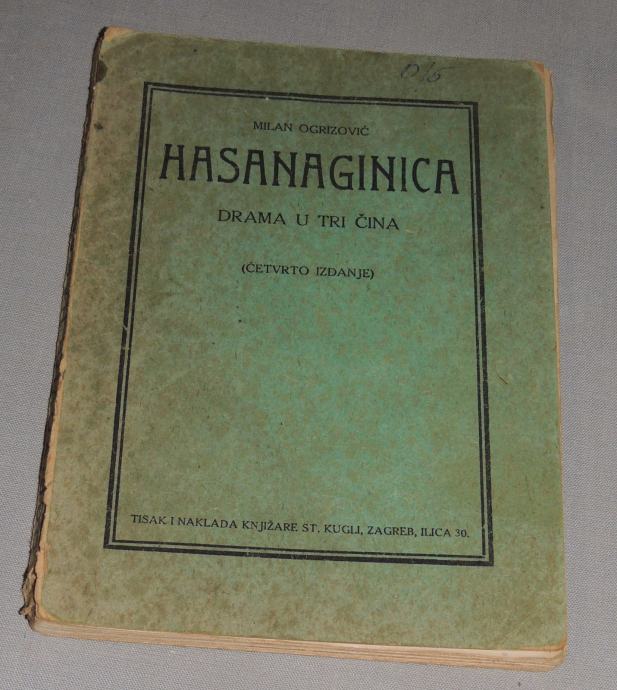 MILAN OGRIZOVIĆ
HASANAGINICA
DRAMA U TRI ČINA
(ČETVRTO IZDANJE)
TISAK I NAKLADA KNJIŽARE ST. KUGLI, ZAGREB, ILICA 30.